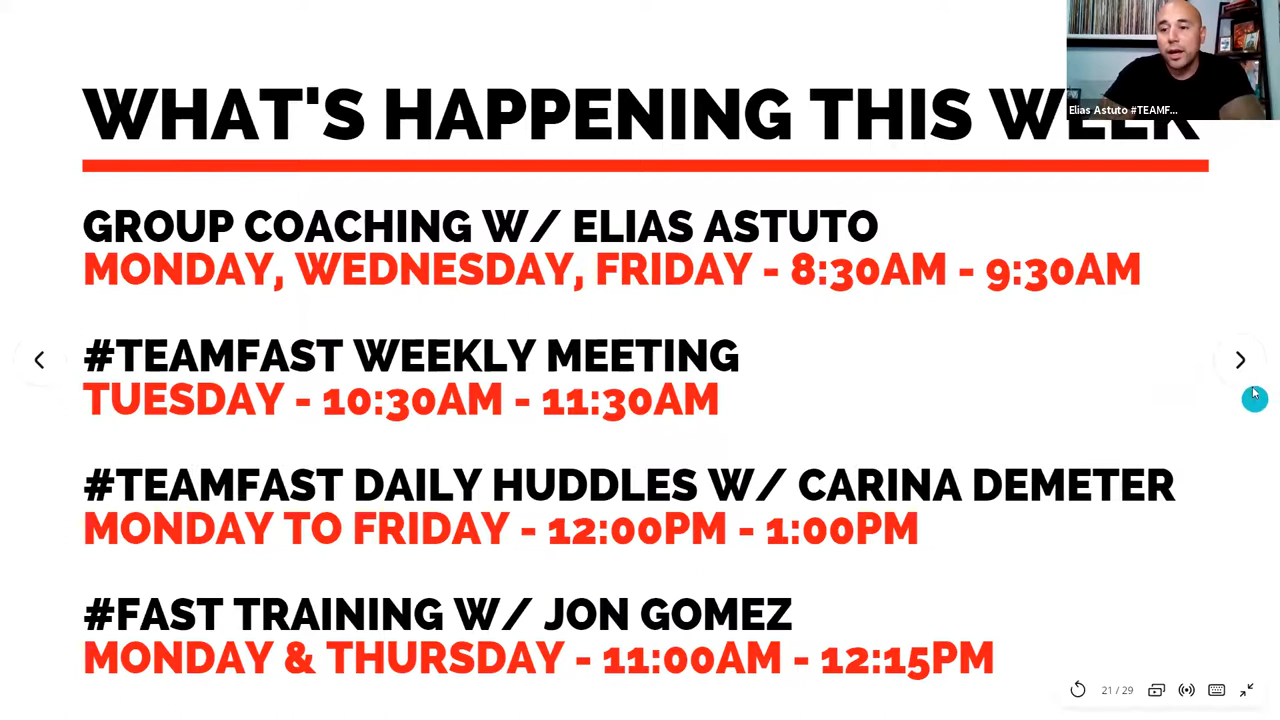 WHAT'S HAPPENING THIS WEEK
Elias Astuto #TEAMF...
GROUP COACHING W/ ELIAS ASTUTO
MONDAY, WEDNESDAY, FRIDAY - 8:30AM - 9:30AM
#TEAMFAST WEEKLY MEETING
TUESDAY - 10:30AM - 11:30AM
#TEAMFAST DAILY HUDDLES W/ CARINA DEMETER
MONDAY TO FRIDAY - 12:00PM - 1:00PM
#FAST TRAINING W/ JON GOMEZ
MONDAY & THURSDAY - 11:00AM - 12:15PM
21 / 29